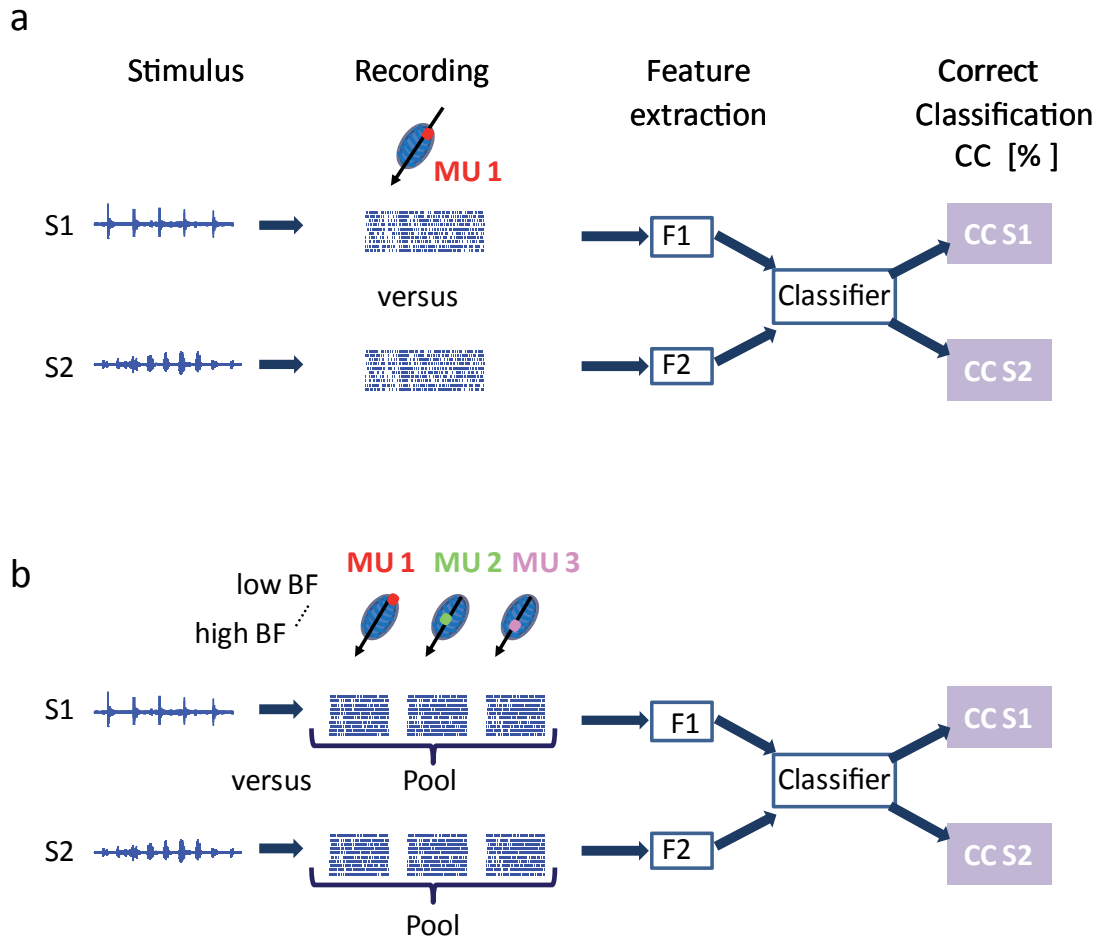 a
Stimulus
Recording
Feature
extraction
Correct
Classification
CC [% ]
MU 1
S1
F1
CC S1
versus
Classifier
S2
F2
CC S2
b
MU 1
MU 2
MU 3
low BF
high BF
S1
F1
CC S1
versus
Pool
Classifier
S2
F2
CC S2
Pool